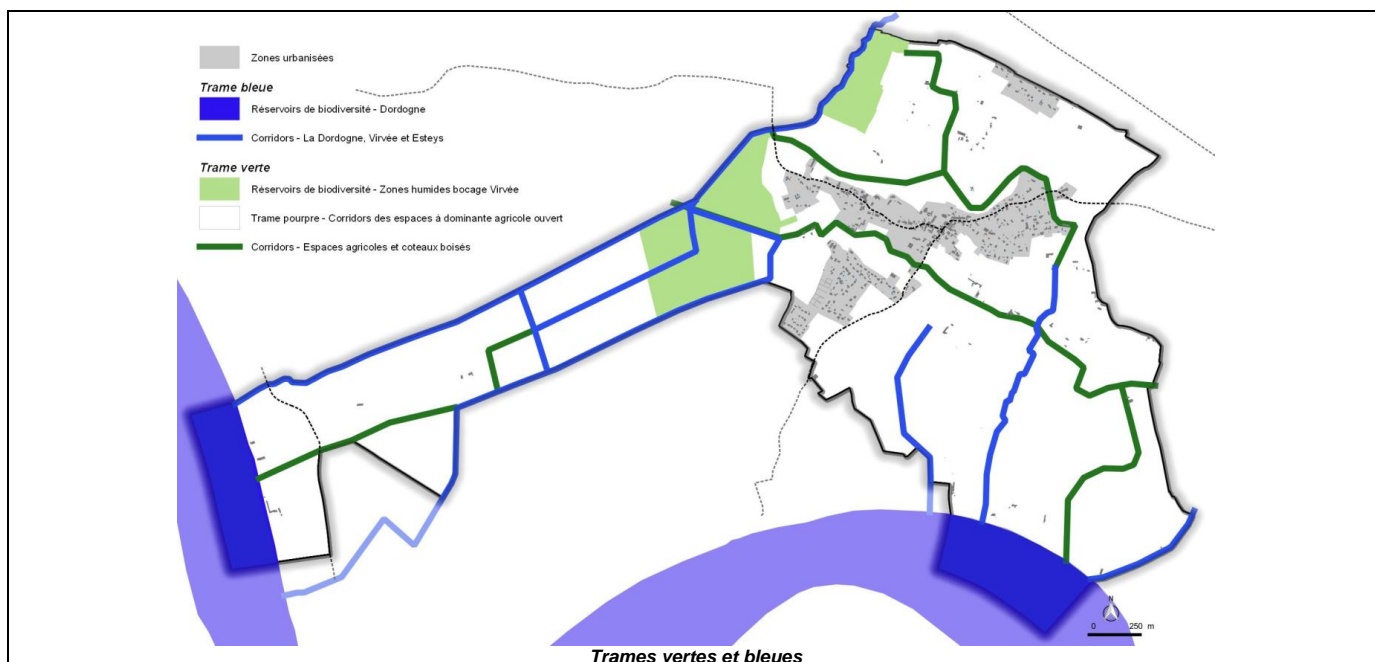 Zones urbanisées
Trame bleue
Réservoirs de biodiversité - Dordogne
Corridors - La Dordogne, Virvée et Esteys
Trame verte
Réservoirs de biodiversité - Zones humides bocage Virvée
Trame pourpre - Corridors des espaces à dominante agricole ouvert
Corridors - Espaces agricoles et coteaux boisés
N
0 250 m
Trames vertes et bleues